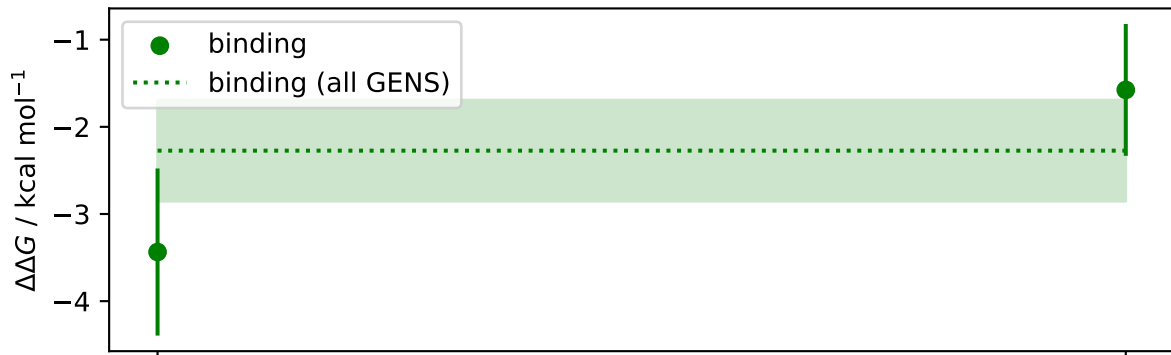 −1
binding
binding (all GENS)
−2
−3
−4
ΔΔG / kcal mol⁻¹